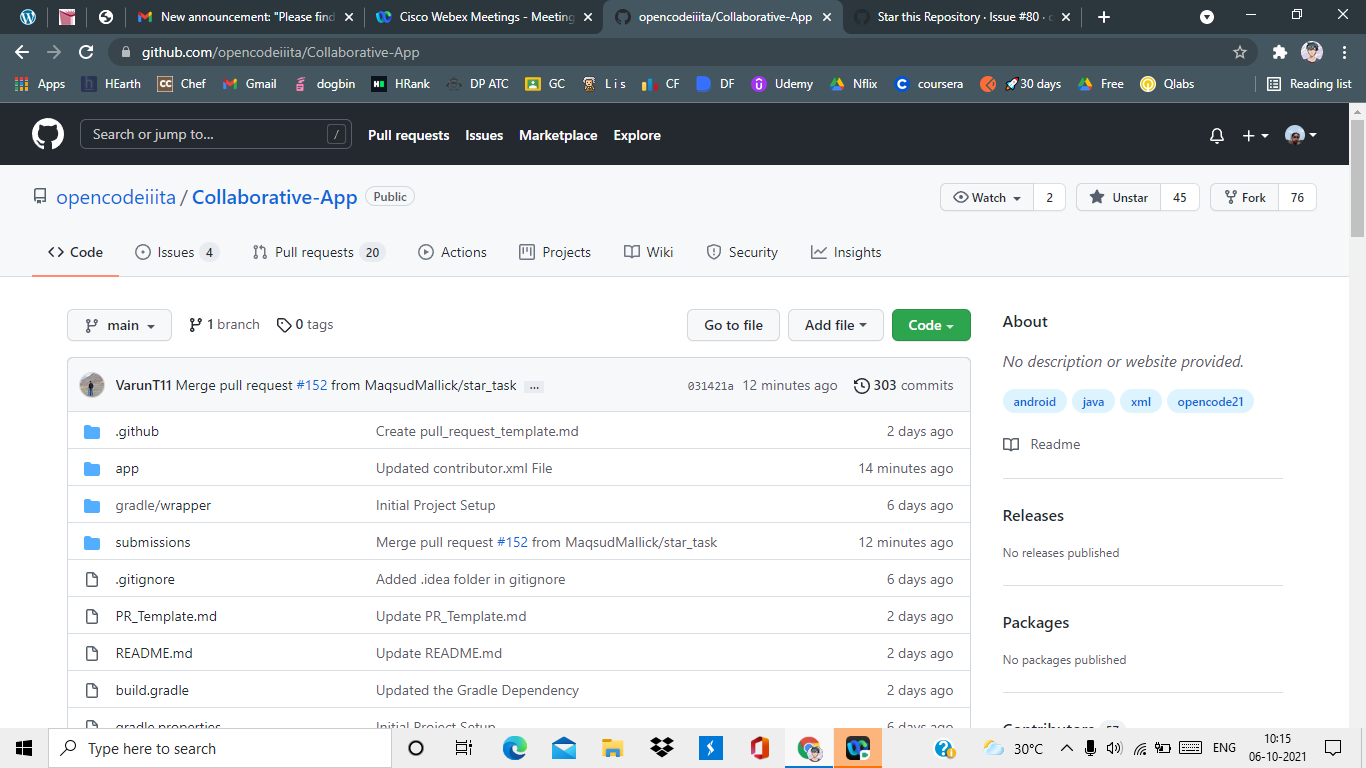 New announcement: "Please find
Cisco Webex Meetings - Meeting
opencodeiiita/Collaborative-App
Star this Repository · Issue #80 ·
github.com/opencodeiiita/Collaborative-App
Apps HEarth Chef Gmail dogbin HRank DP ATC GC L i s CF DF Udemy Nflix coursera 30 days Free Qlabs Reading list
Search or jump to... /
Pull requests Issues Marketplace Explore
opencodeiiita / Collaborative-App Public
Watch 2 Unstar 45 Fork 76
Code Issues 4 Pull requests 20 Actions Projects Wiki Security Insights
main 1 branch 0 tags Go to file Add file Code
VarunT11 Merge pull request #152 from MaqsudMallick/star_task ... 031421a 12 minutes ago 303 commits
.github Create pull_request_template.md 2 days ago
app Updated contributor.xml File 14 minutes ago
gradle/wrapper Initial Project Setup 6 days ago
submissions Merge pull request #152 from MaqsudMallick/star_task 12 minutes ago
.gitignore Added .idea folder in gitignore 6 days ago
PR_Template.md Update PR_Template.md 2 days ago
README.md Update README.md 2 days ago
build.gradle Updated the Gradle Dependency 2 days ago
gradle.properties Initial Project Setup 6 days ago
About
No description or website provided.
android java xml opencode21
Readme
Releases
No releases published
Packages
No packages published
Contributors 57
Type here to search
30°C ENG
10:15
06-10-2021